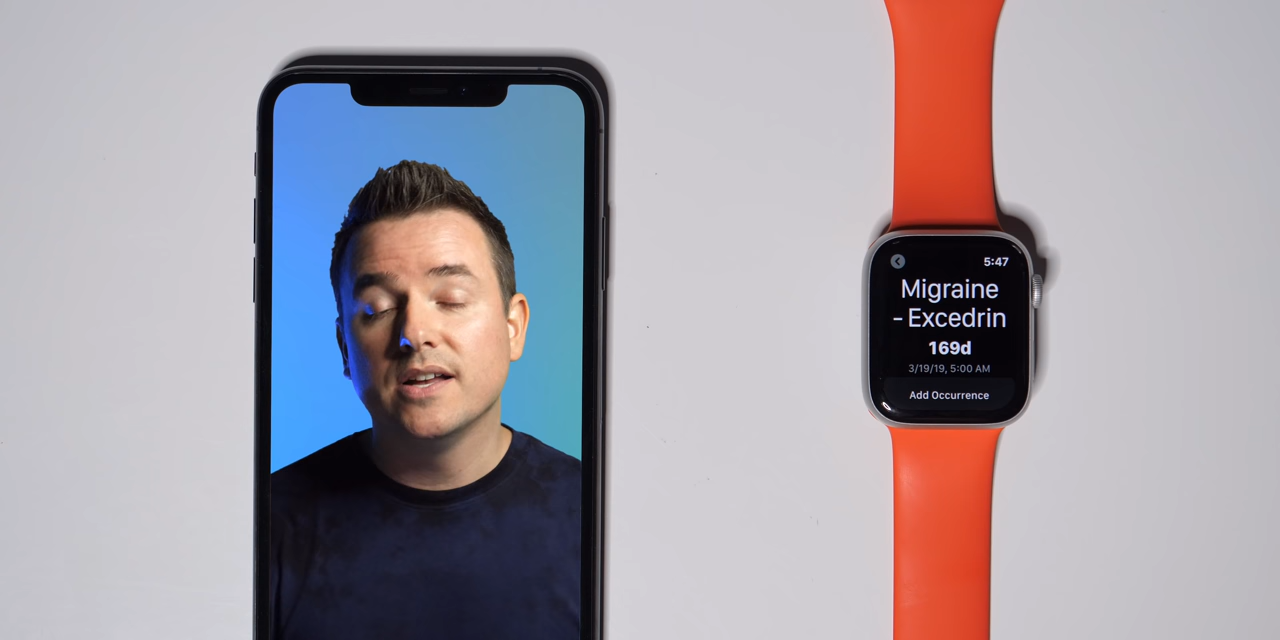 5:47
Migraine
- Excedrin
169d
3/19/19, 5:00 AM
Add Occurrence